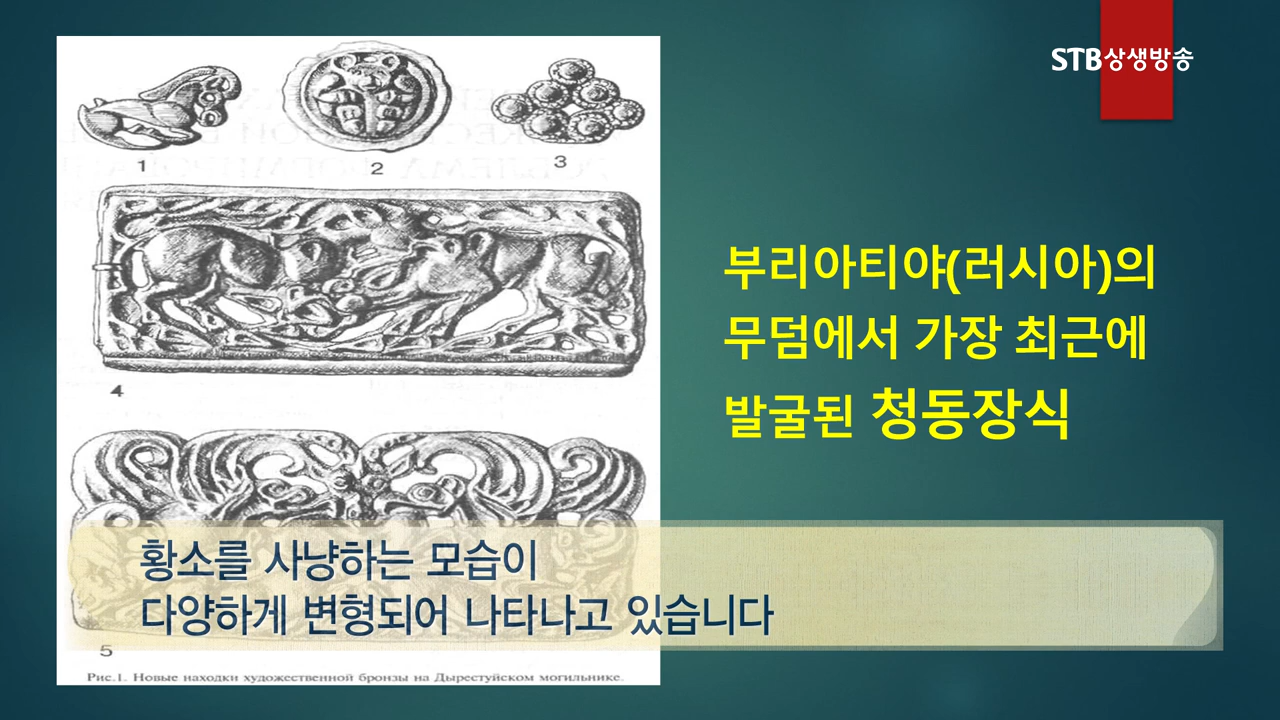 STB상생방송
1
2
3
4
5
Рис.1. Новые находки художественной бронзы на Дырестуйском могильнике.
부리아티야(러시아)의
무덤에서 가장 최근에
발굴된 청동장식
황소를 사냥하는 모습이
다양하게 변형되어 나타나고 있습니다